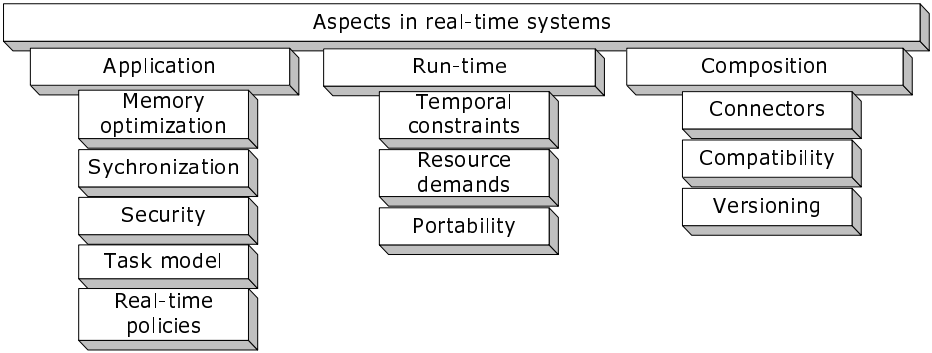 Aspects in real-time systems
Application
Memory
optimization
Sychronization
Security
Task model
Real-time
policies
Run-time
Temporal
constraints
Resource
demands
Portability
Composition
Connectors
Compatibility
Versioning